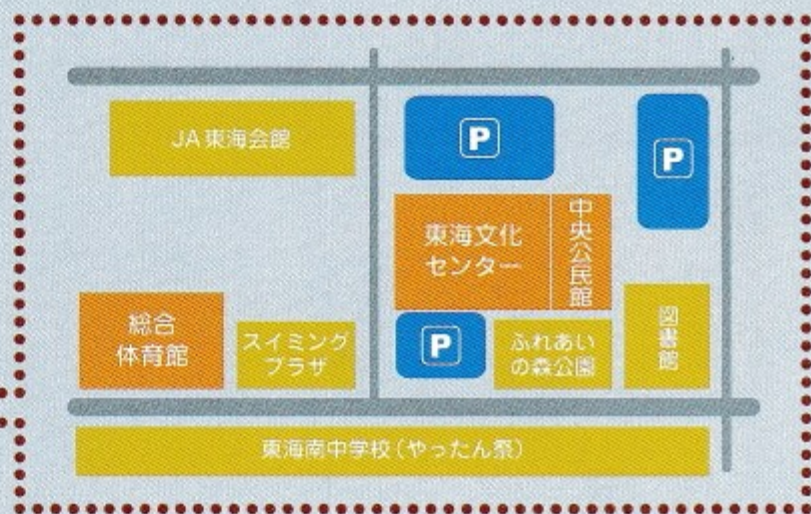 JA東海会館
P
P
東海文化
センター
中央公民館
総合
体育館
スイミング
プラザ
P
ふれあい
の森公園
図書館
東海南中学校(やったん祭)